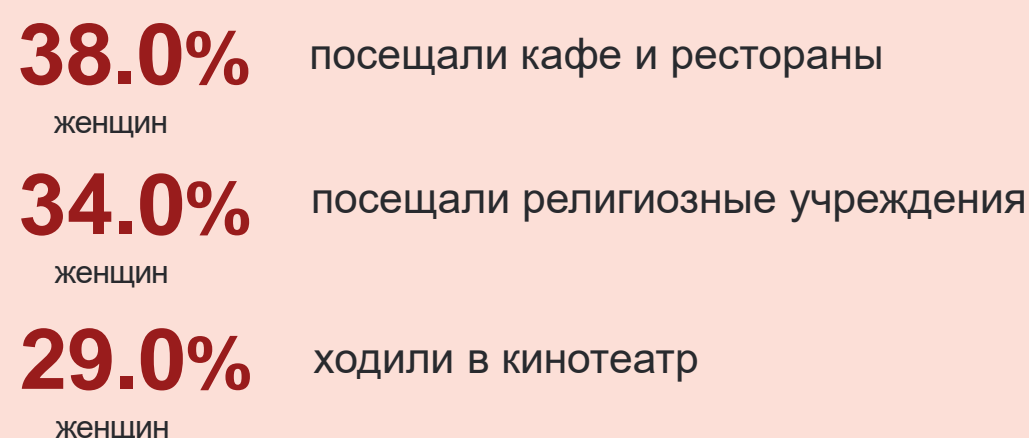 38.0% посещали кафе и рестораны
женщин
34.0% посещали религиозные учреждения
женщин
29.0% ходили в кинотеатр
женщин